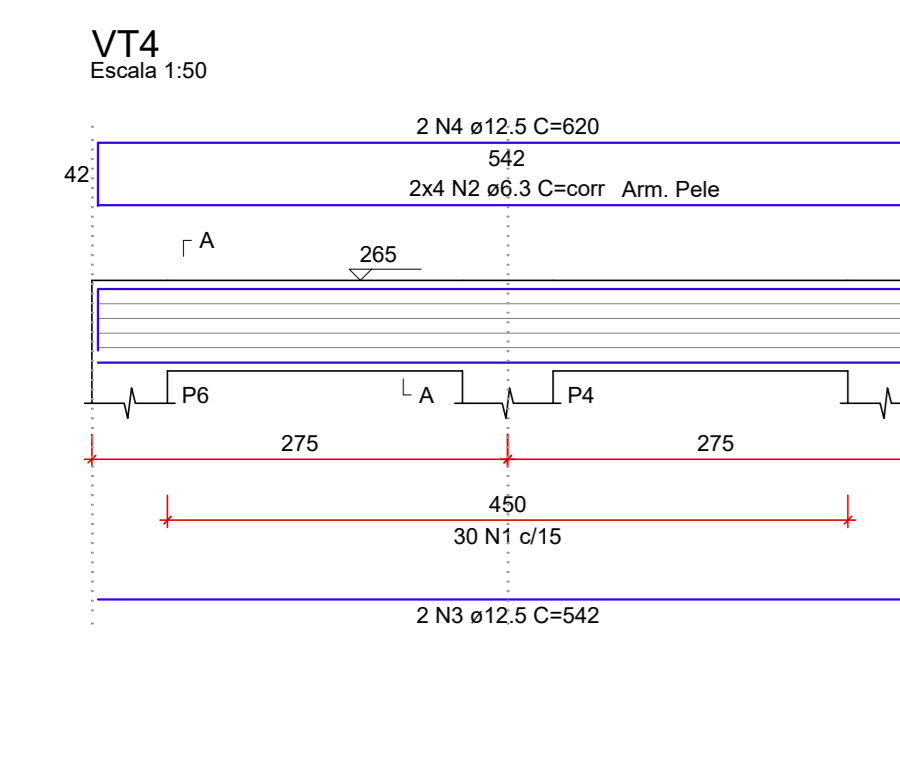 VT4
Escala 1:50
2 N4 ø12.5 C=620
542
42
2x4 N2 ø6.3 C=corr Arm. Pele
A
265
P6
A
P4
275
275
450
30 N1 c/15
2 N3 ø12.5 C=542